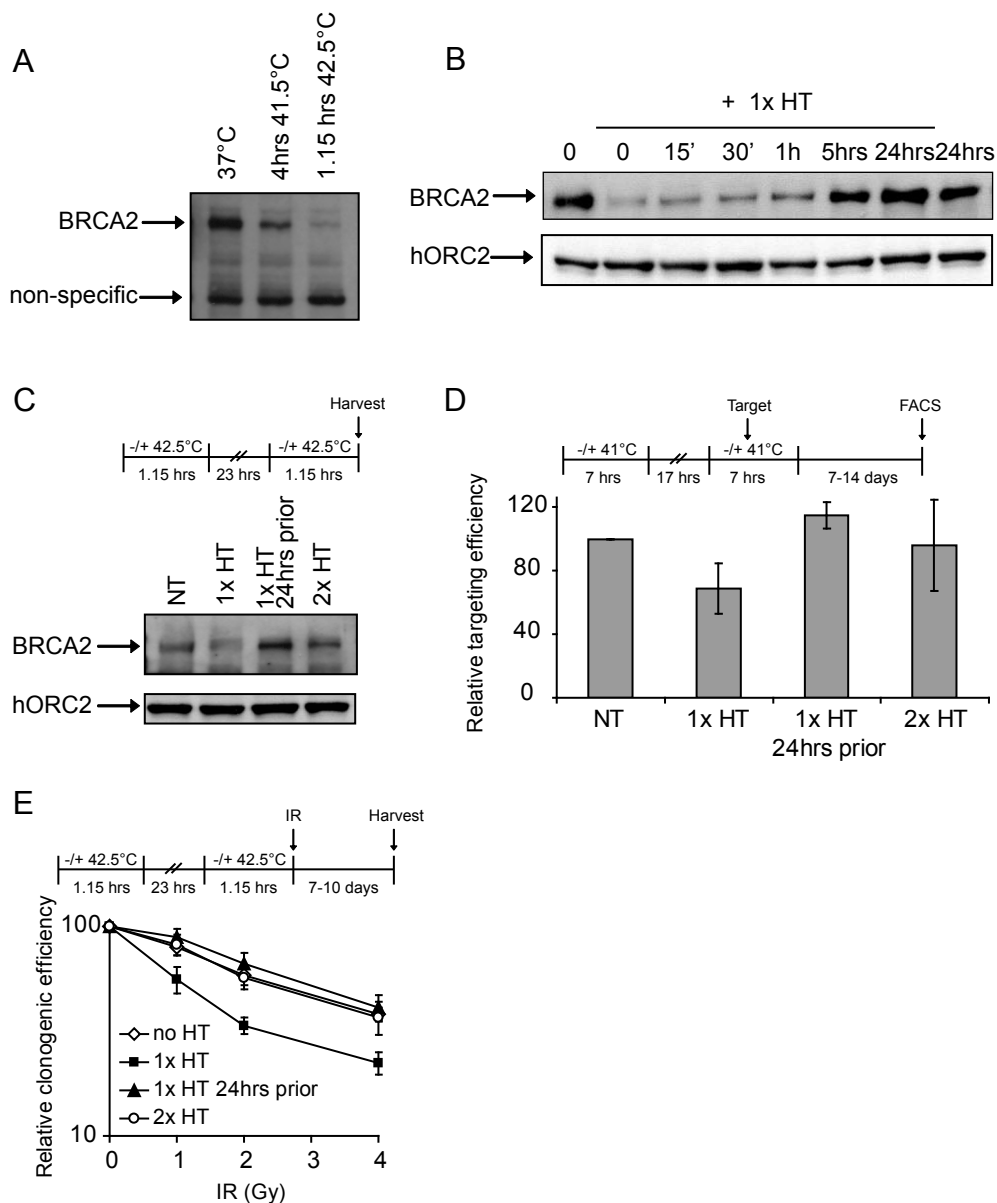 A
37°C
4hrs 41.5°C
1.15 hrs 42.5°C
BRCA2
non-specific
B
+ 1x HT
0 0 15' 30' 1h 5hrs 24hrs 24hrs
BRCA2
hORC2
C
Harvest
-/+ 42.5°C -/+ 42.5°C
1.15 hrs 23 hrs 1.15 hrs
NT
1x HT
1x HT
24hrs prior
2x HT
BRCA2
hORC2
D
Target FACS
-/+ 41°C -/+ 41°C
7 hrs 17 hrs 7 hrs 7-14 days
Relative targeting efficiency
120
80
40
0
NT 1x HT 1x HT 2x HT
24hrs prior
E
IR Harvest
-/+ 42.5°C -/+ 42.5°C
1.15 hrs 23 hrs 1.15 hrs 7-10 days
Relative clonogenic efficiency
100
10
no HT
1x HT
1x HT 24hrs prior
2x HT
0 1 2 3 4
IR (Gy)